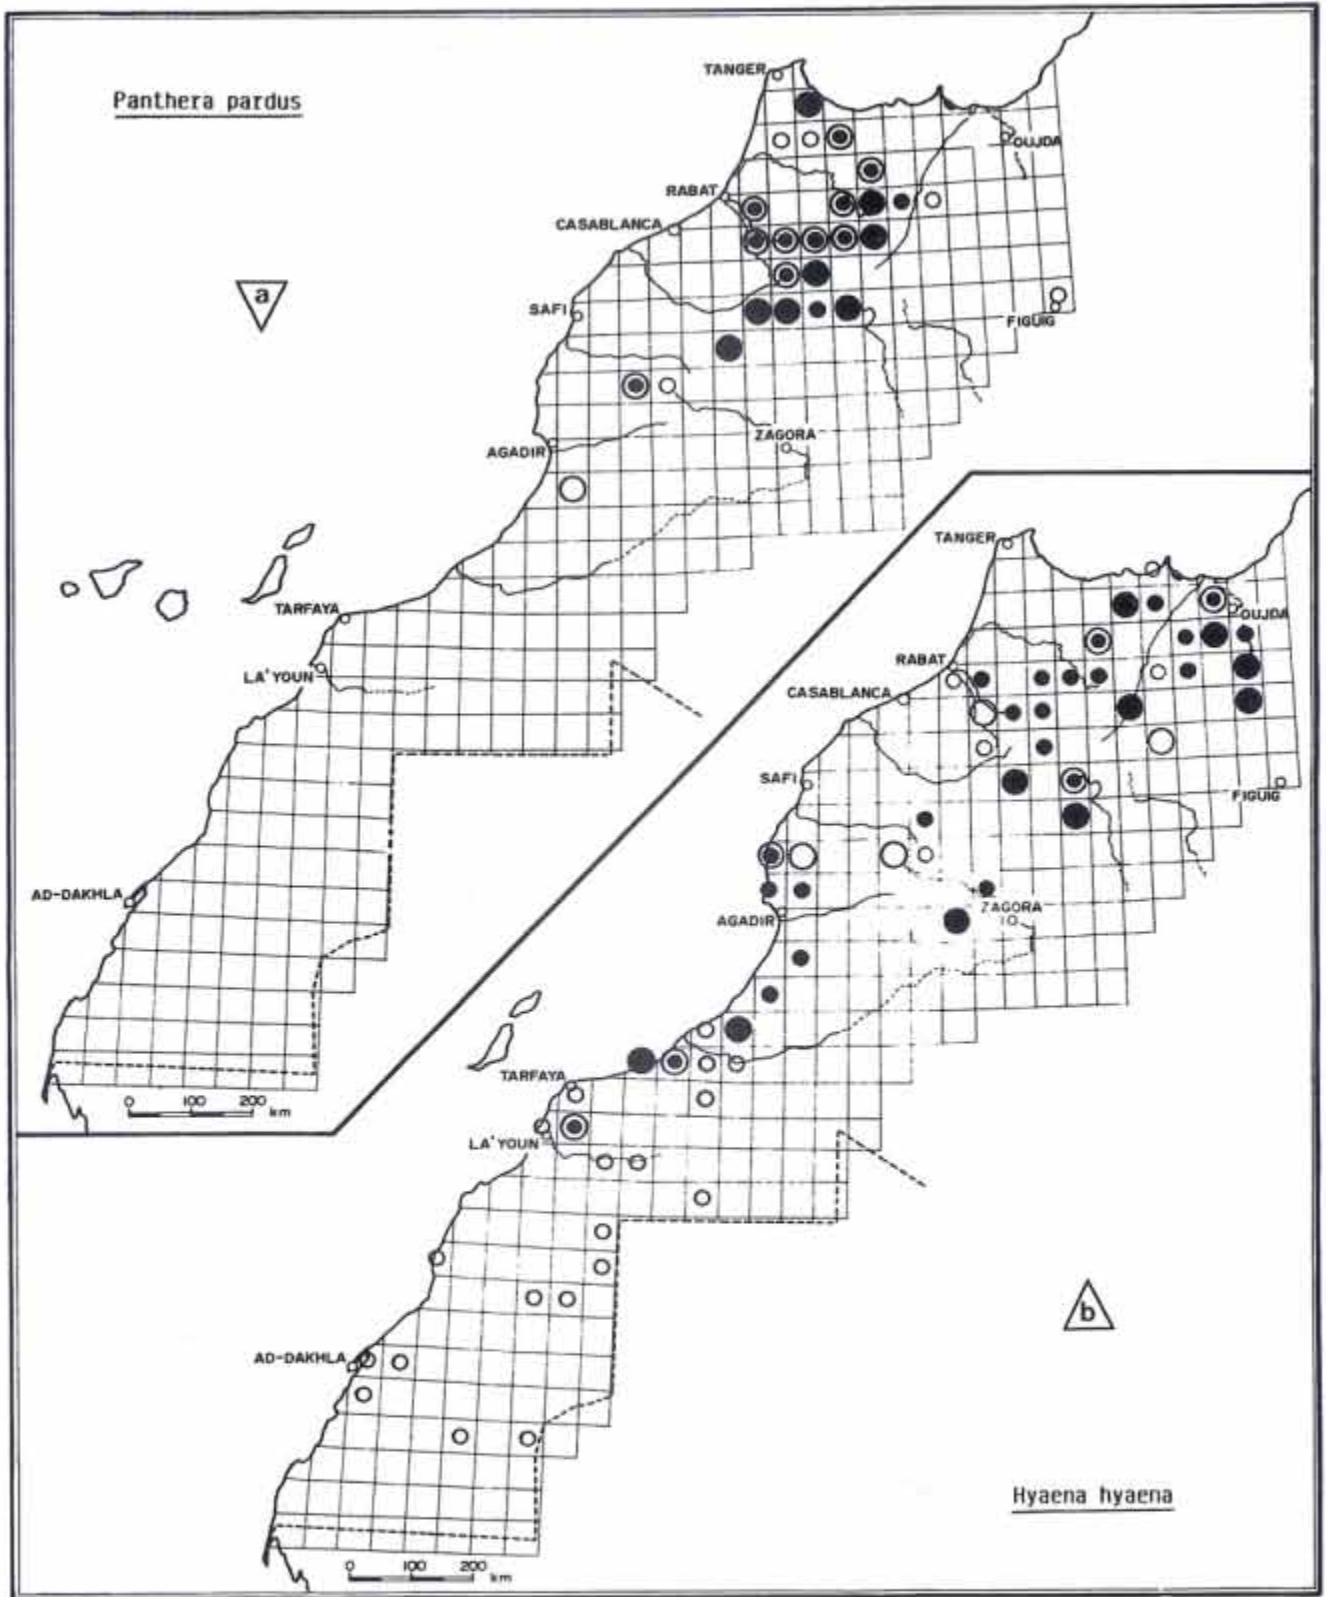 Panthera pardus
a
TANGER
OUJDA
RABAT
CASABLANCA
SAFI
FIGUIG
ZAGORA
AGADIR
TARFAYA
LA'YOUN
AD-DAKHLA
0 100 200 km
TANGER
OUJDA
RABAT
CASABLANCA
SAFI
FIGUIG
ZAGORA
AGADIR
TARFAYA
LA'YOUN
AD-DAKHLA
b
Hyaena hyaena
0 100 200 km